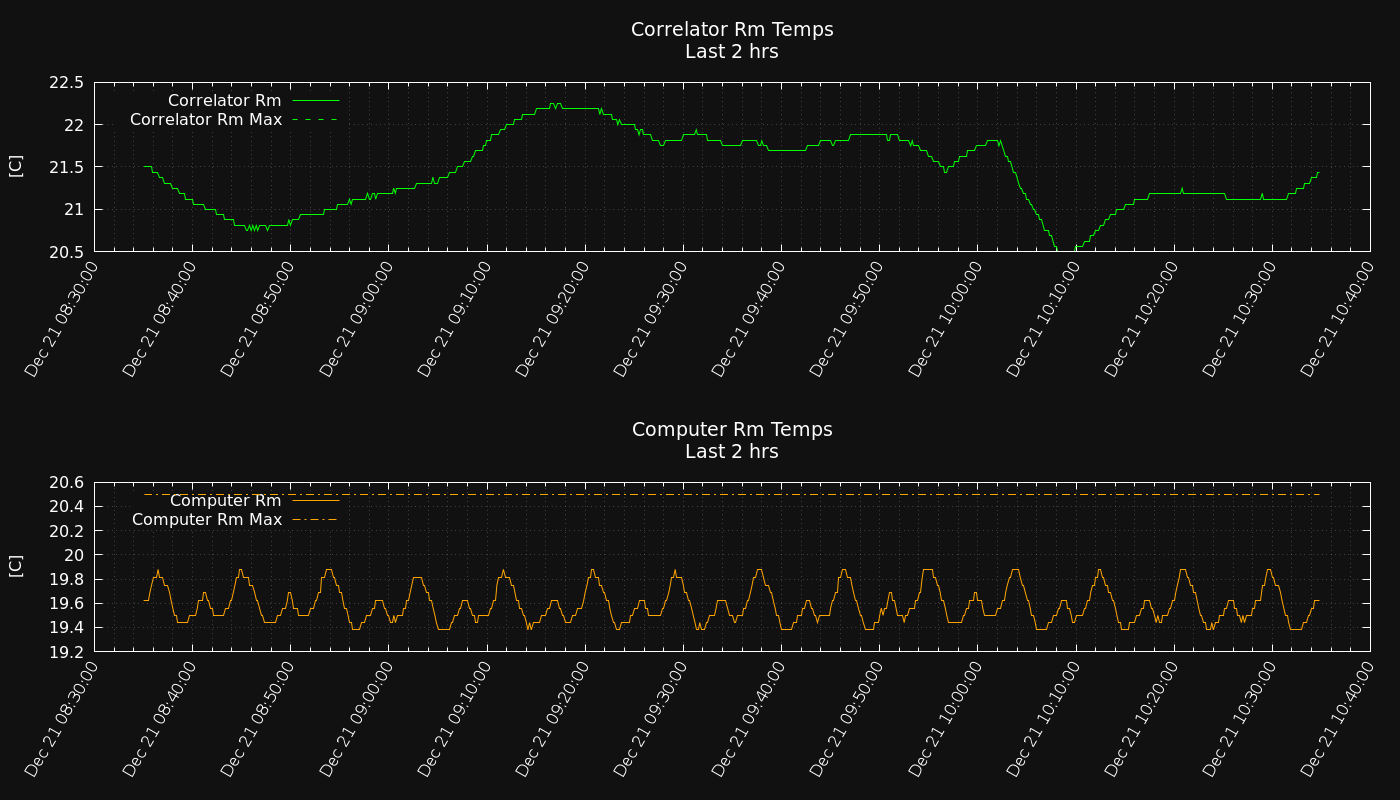 Correlator Rm Temps
Last 2 hrs
22.5
22
21.5
21
20.5
[C]
Correlator Rm
Correlator Rm Max
Dec 21 08:30:00
Dec 21 08:40:00
Dec 21 08:50:00
Dec 21 09:00:00
Dec 21 09:10:00
Dec 21 09:20:00
Dec 21 09:30:00
Dec 21 09:40:00
Dec 21 09:50:00
Dec 21 10:00:00
Dec 21 10:10:00
Dec 21 10:20:00
Dec 21 10:30:00
Dec 21 10:40:00
Computer Rm Temps
Last 2 hrs
20.6
20.4
20.2
20
19.8
19.6
19.4
19.2
[C]
Computer Rm
Computer Rm Max
Dec 21 08:30:00
Dec 21 08:40:00
Dec 21 08:50:00
Dec 21 09:00:00
Dec 21 09:10:00
Dec 21 09:20:00
Dec 21 09:30:00
Dec 21 09:40:00
Dec 21 09:50:00
Dec 21 10:00:00
Dec 21 10:10:00
Dec 21 10:20:00
Dec 21 10:30:00
Dec 21 10:40:00